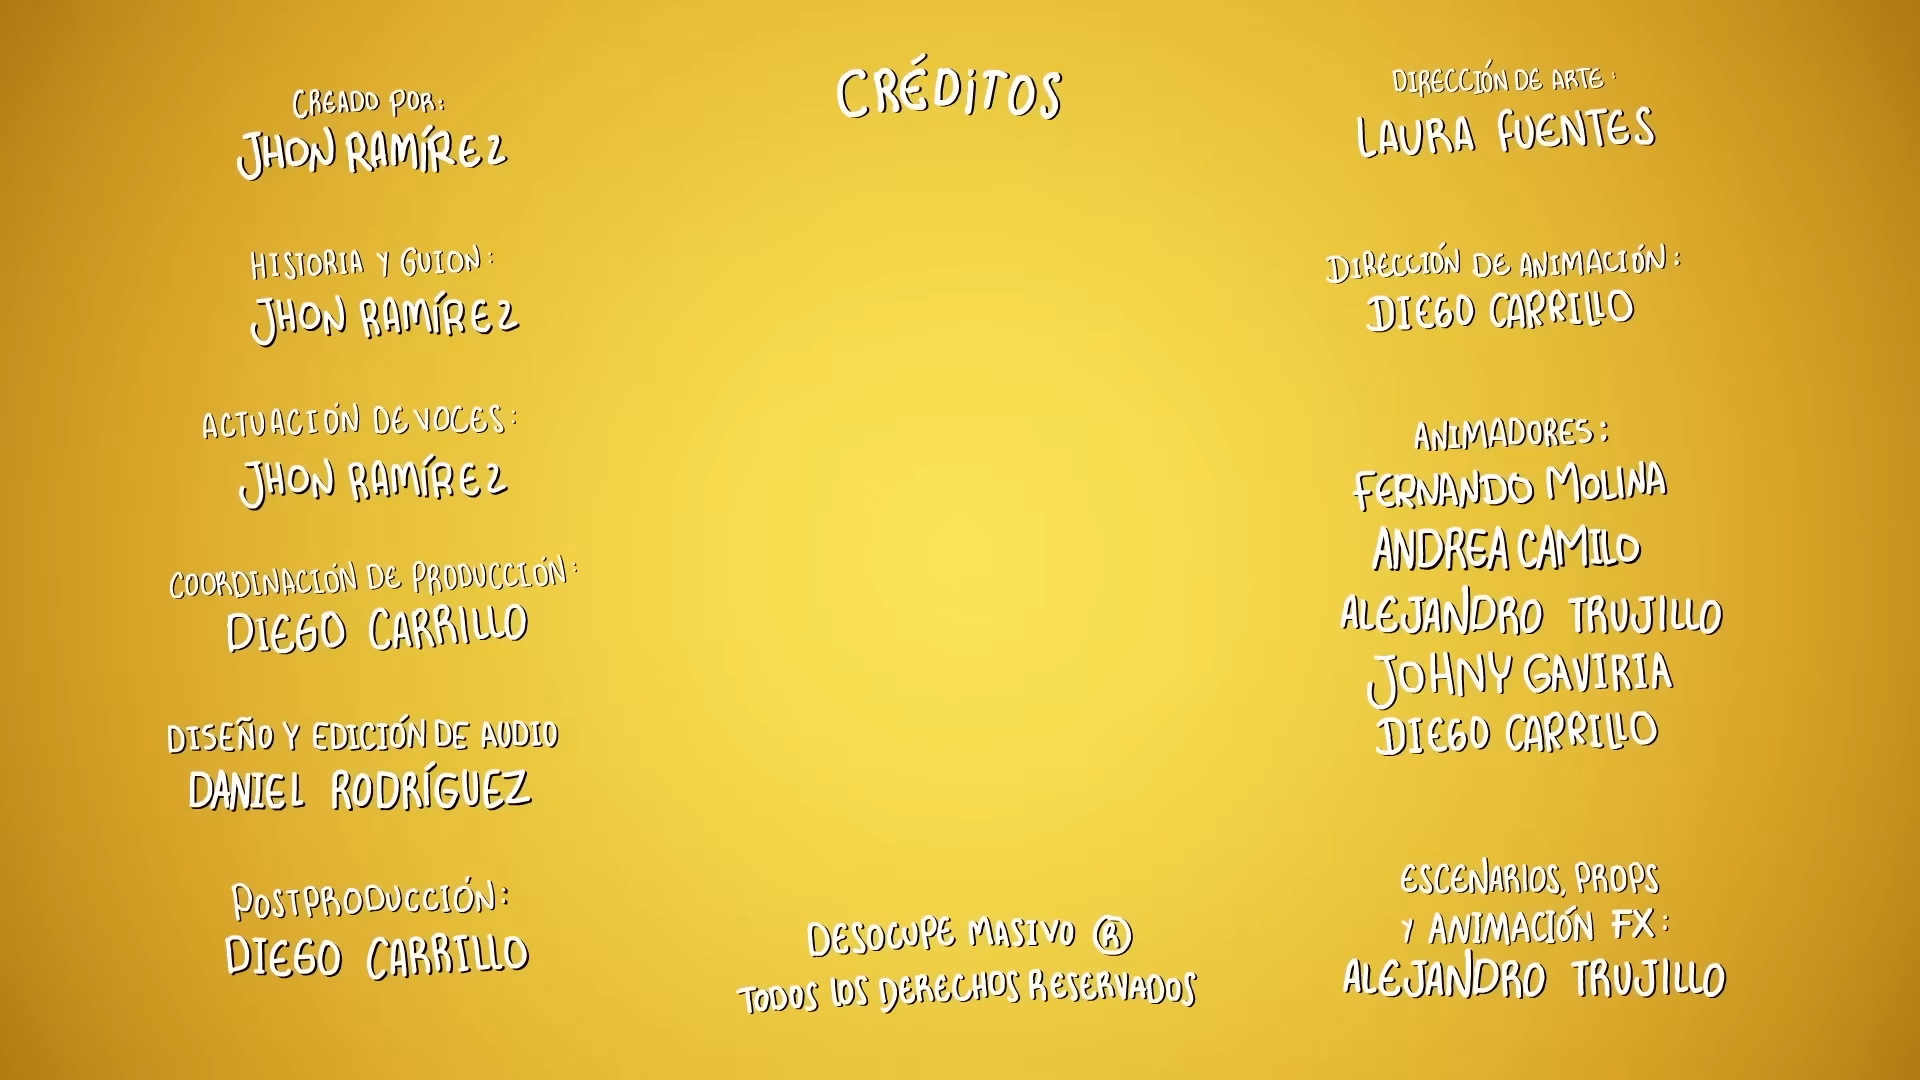 CRÉDITOS
CREADO POR:
JHON RAMÍREZ
HISTORIA Y GUION:
JHON RAMÍREZ
ACTUACIÓN DE VOCES:
JHON RAMÍREZ
COORDINACIÓN DE PRODUCCIÓN:
DIEGO CARRILLO
DISEÑO Y EDICIÓN DE AUDIO
DANIEL RODRÍGUEZ
POSTPRODUCCIÓN:
DIEGO CARRILLO
DIRECCIÓN DE ARTE:
LAURA FUENTES
DIRECCIÓN DE ANIMACIÓN:
DIEGO CARRILLO
ANIMADORES:
FERNANDO MOLINA
ANDREA CAMILO
ALEJANDRO TRUJILLO
JOHNY GAVIRIA
DIEGO CARRILLO
ESCENARIOS, PROPS
Y ANIMACIÓN FX:
ALEJANDRO TRUJILLO
DESOCUPE MASIVO ®
TODOS LOS DERECHOS RESERVADOS